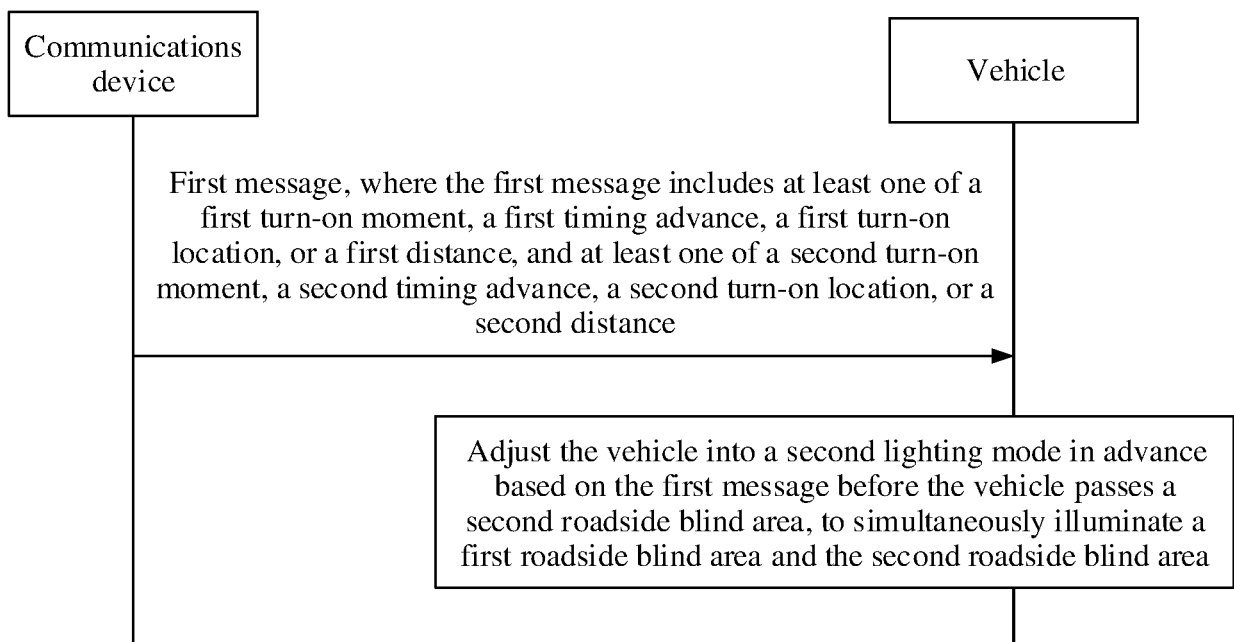 Communications
device
Vehicle
First message, where the first message includes at least one of a
first turn-on moment, a first timing advance, a first turn-on
location, or a first distance, and at least one of a second turn-on
moment, a second timing advance, a second turn-on location, or a
second distance
Adjust the vehicle into a second lighting mode in advance
based on the first message before the vehicle passes a
second roadside blind area, to simultaneously illuminate a
first roadside blind area and the second roadside blind area